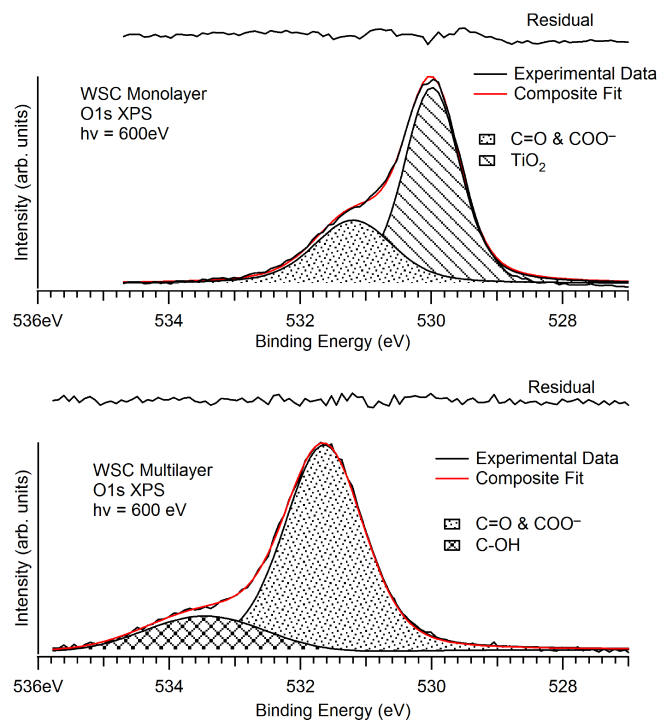 Residual
WSC Monolayer
O1s XPS
hv = 600eV
Experimental Data
Composite Fit
C=O & COO⁻
TiO₂
Intensity (arb. units)
536eV 534 532 530 528
Binding Energy (eV)
Residual
WSC Multilayer
O1s XPS
hv = 600 eV
Experimental Data
Composite Fit
C=O & COO⁻
C-OH
Intensity (arb. units)
536eV 534 532 530 528
Binding Energy (eV)